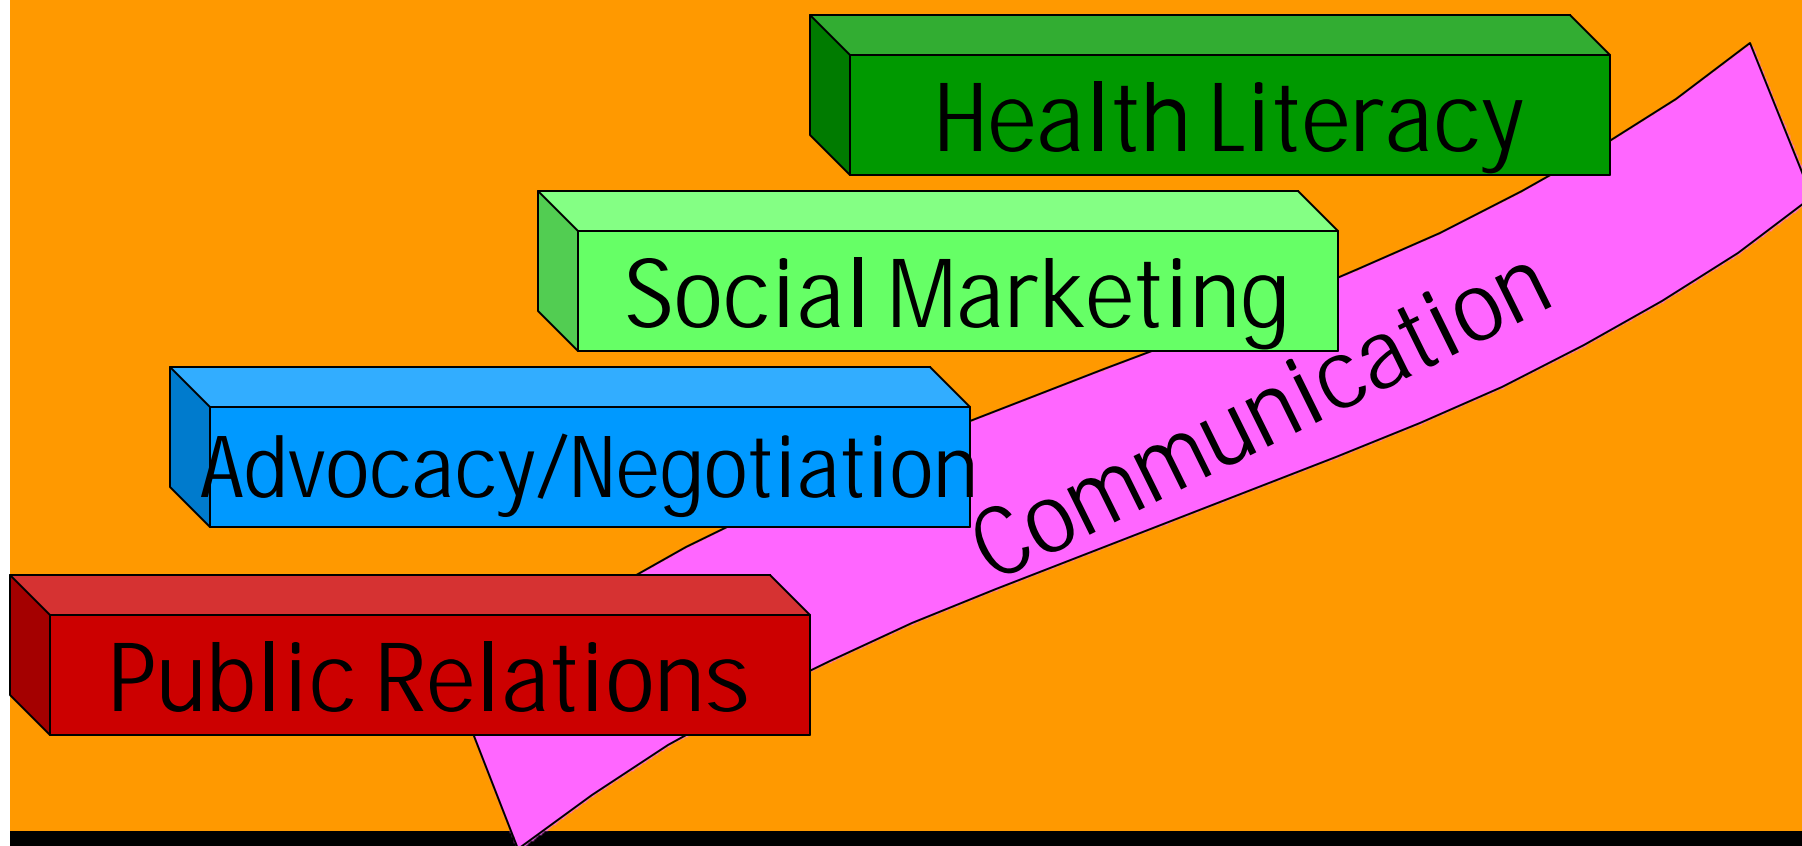 Health Literacy
Social Marketing
Communication
Advocacy/Negotiation
Public Relations